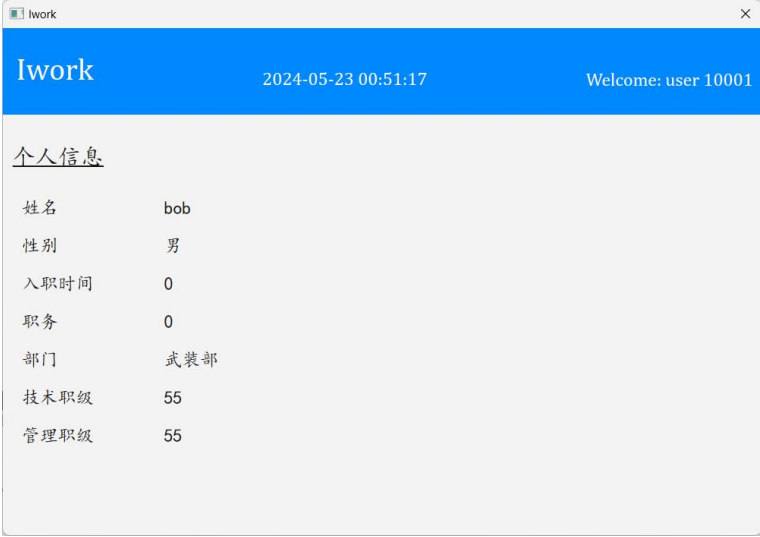 Iwork
Iwork
2024-05-23 00:51:17
Welcome: user 10001
个人信息
姓名 bob
性别 男
入职时间 0
职务 0
部门 武装部
技术职级 55
管理职级 55